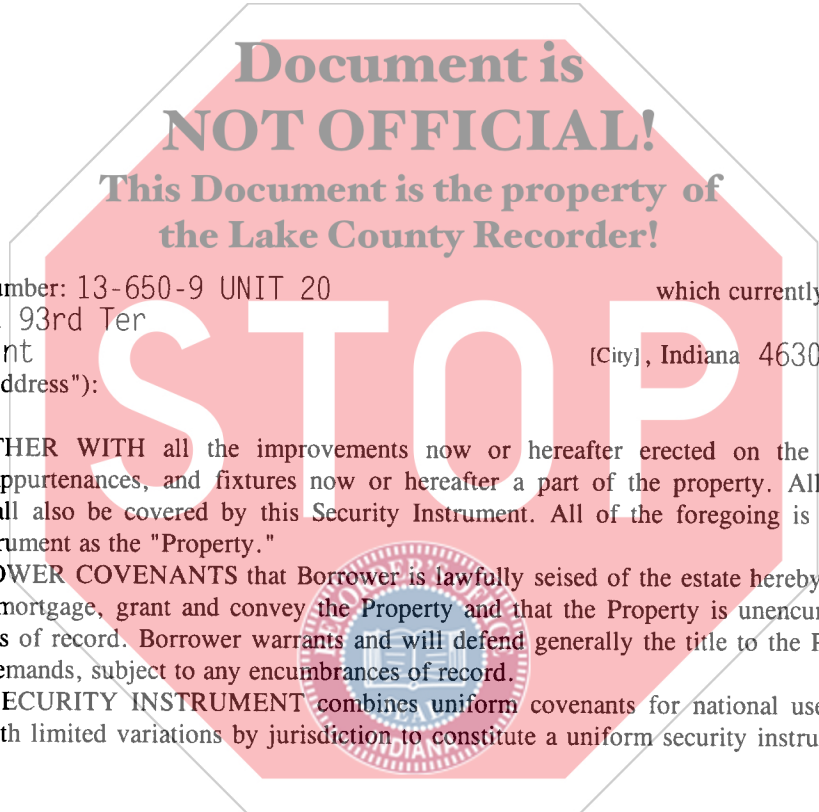 Document is
NOT OFFICIAL!
This Document is the property of
the Lake County Recorder!
umber: 13-650-9 UNIT 20 which currently
93rd Ter
nt [City], Indiana 4630
ddress"):
STOP
THER WITH all the improvements now or hereafter erected on the
ppurtenances, and fixtures now or hereafter a part of the property. All
all also be covered by this Security Instrument. All of the foregoing is
rument as the "Property."
OWER COVENANTS that Borrower is lawfully seised of the estate hereby
mortgage, grant and convey the Property and that the Property is unencum
s of record. Borrower warrants and will defend generally the title to the P
emands, subject to any encumbrances of record.
SECURITY INSTRUMENT combines uniform covenants for national use
th limited variations by jurisdiction to constitute a uniform security instru
RECORDER'S OFFICE
INDIANA